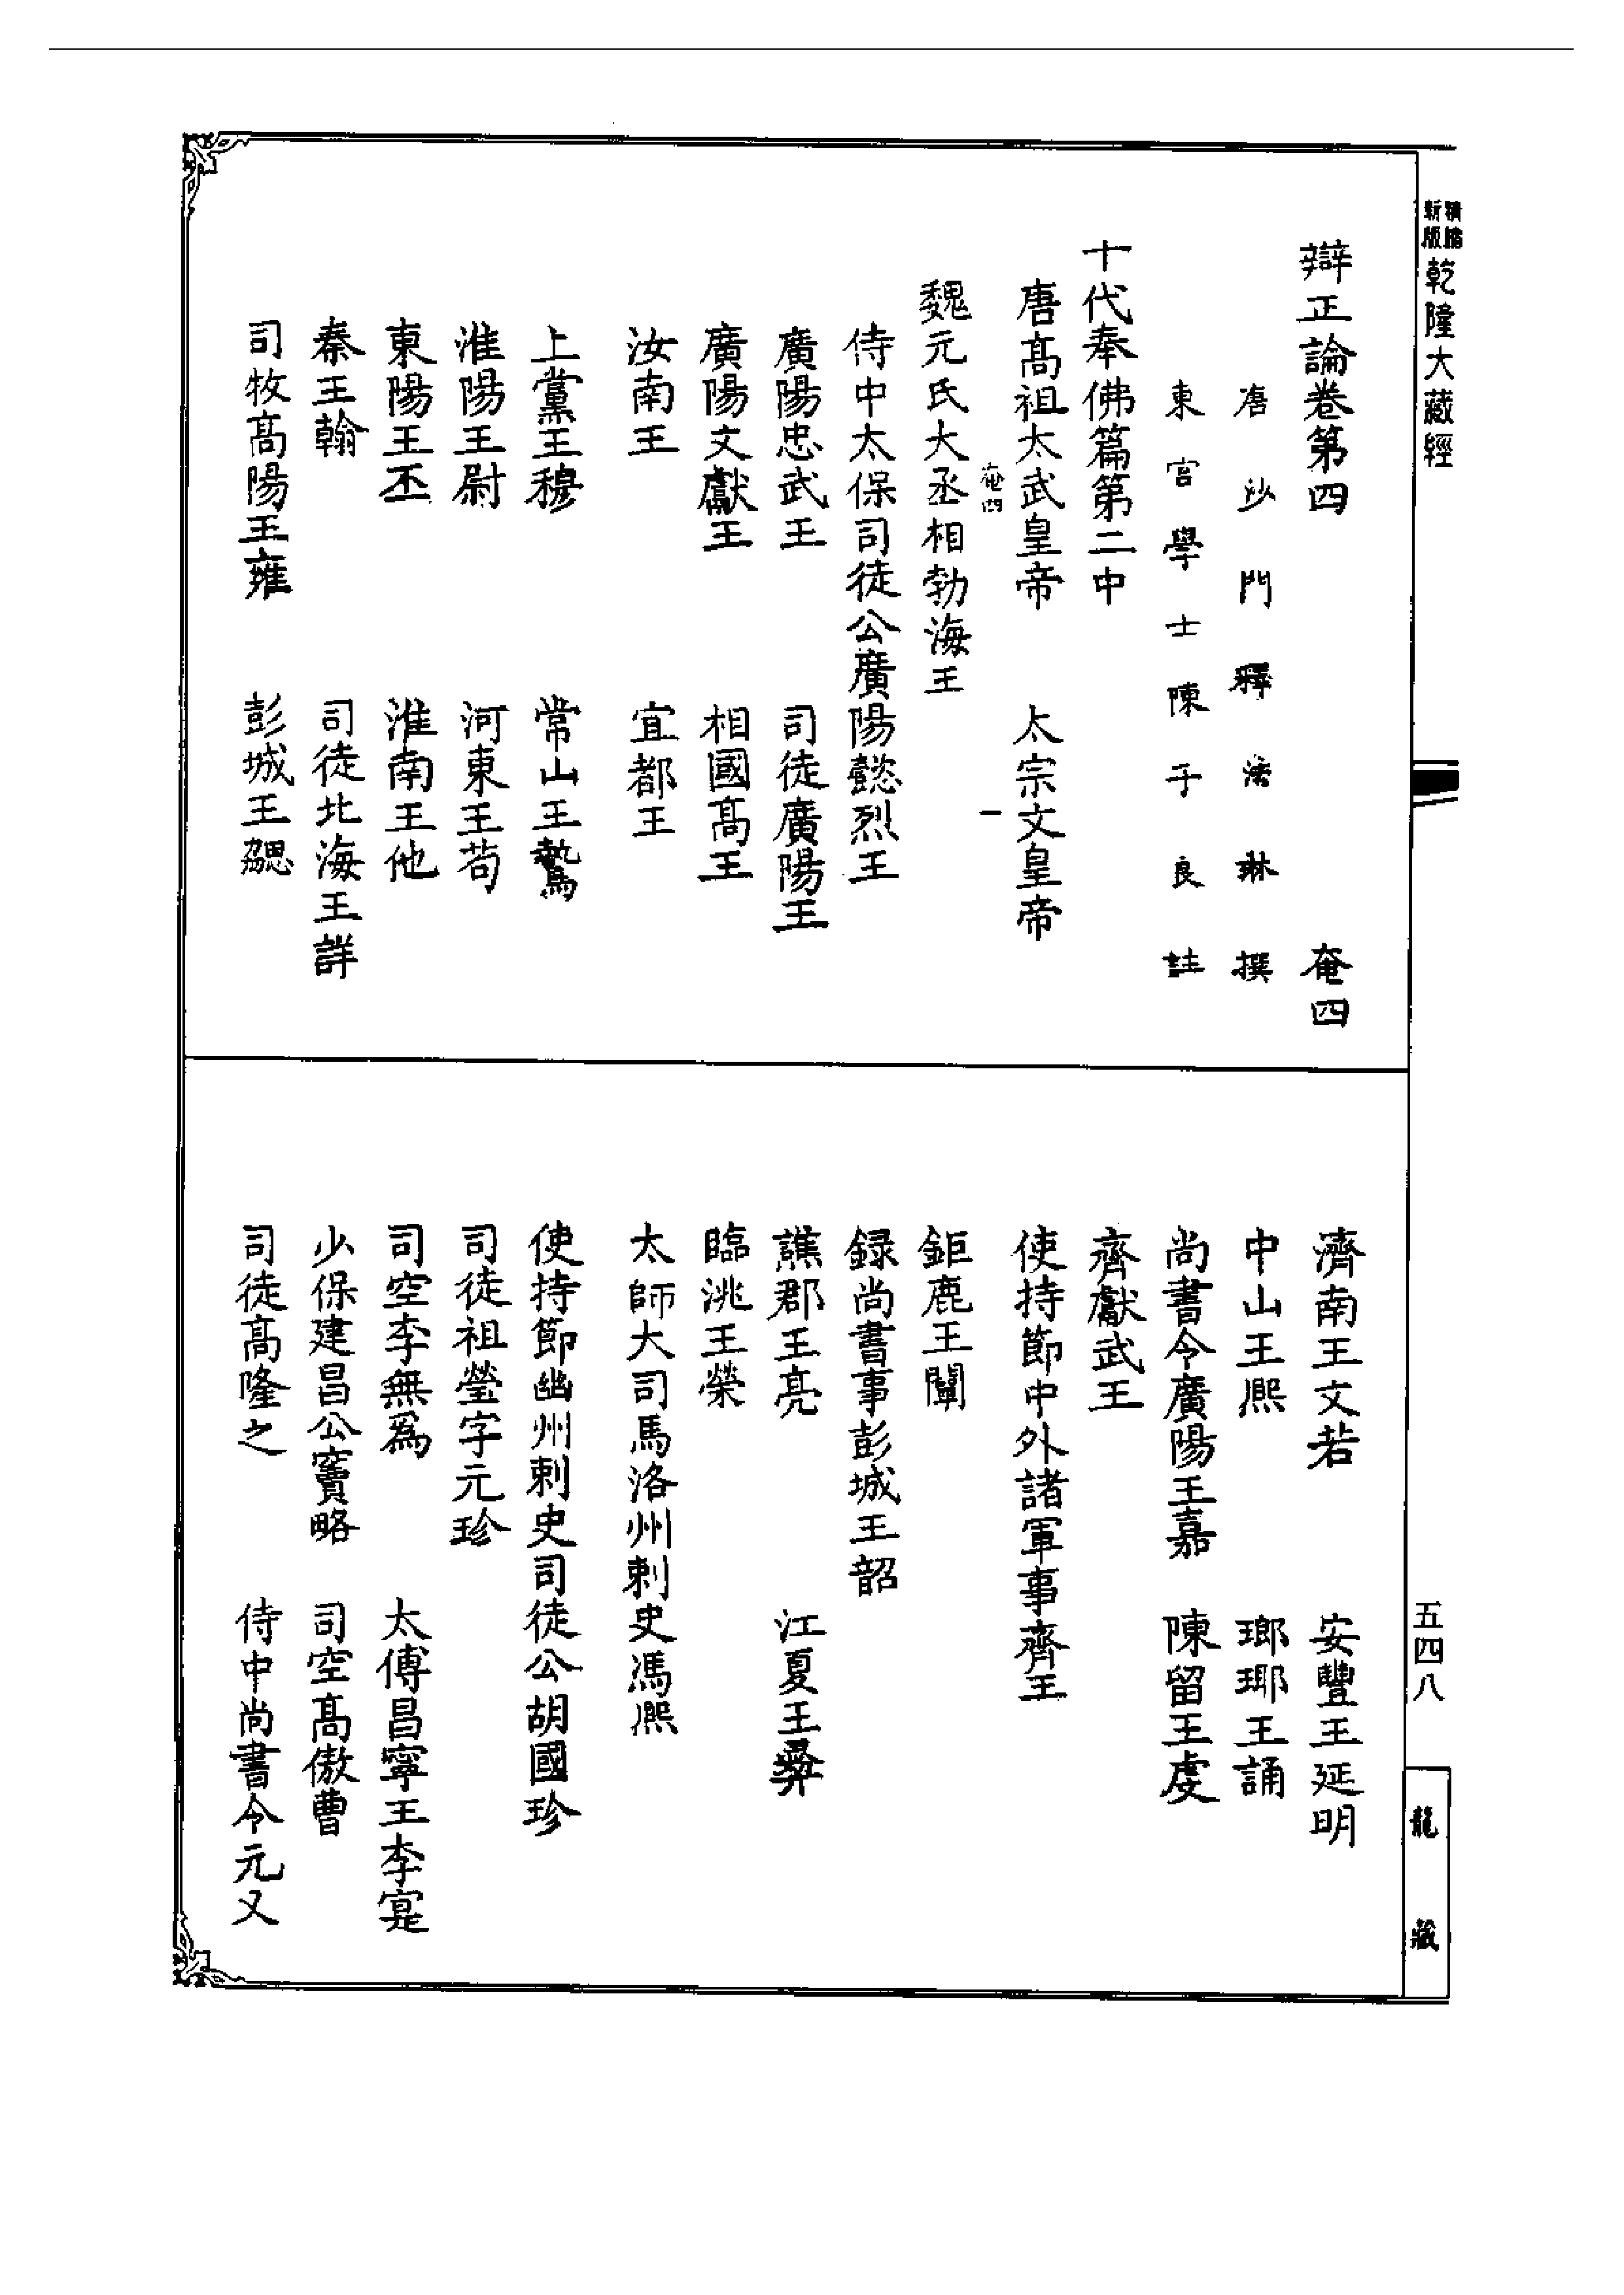 精縮新版 乾隆大藏經
辯正論卷第四 奄四
唐沙門釋法琳撰
東宮學士陳子良註
十代奉佛篇第二中
唐高祖太武皇帝 太宗文皇帝
奄四 一
魏元氏大丞相勃海王
侍中太保司徒公廣陽懿烈王
廣陽忠武王 司徒廣陽王
廣陽文獻王 相國高王
汝南王 宜都王
上黨王穆 常山王鷙
淮陽王尉 河東王苟
東陽王丕 淮南王他
秦王翰 司徒北海王詳
司牧高陽王雍 彭城王勰
濟南王文若 安豐王延明
中山王熙 瑯琊王誦
尚書令廣陽王嘉 陳留王虔
齊獻武王
使持節中外諸軍事齊王
鉅鹿王闡
録尚書事彭城王韶
譙郡王亮 江夏王彝
臨洮王榮
太師大司馬洛州刺史馮熙
使持節幽州刺史司徒公胡國珍
司徒祖瑩字元珍
司空李無為 太傅昌寧王李寔
少保建昌公竇略 司空高傲曹
司徒高隆之 侍中尚書令元乂
五四八
龍藏